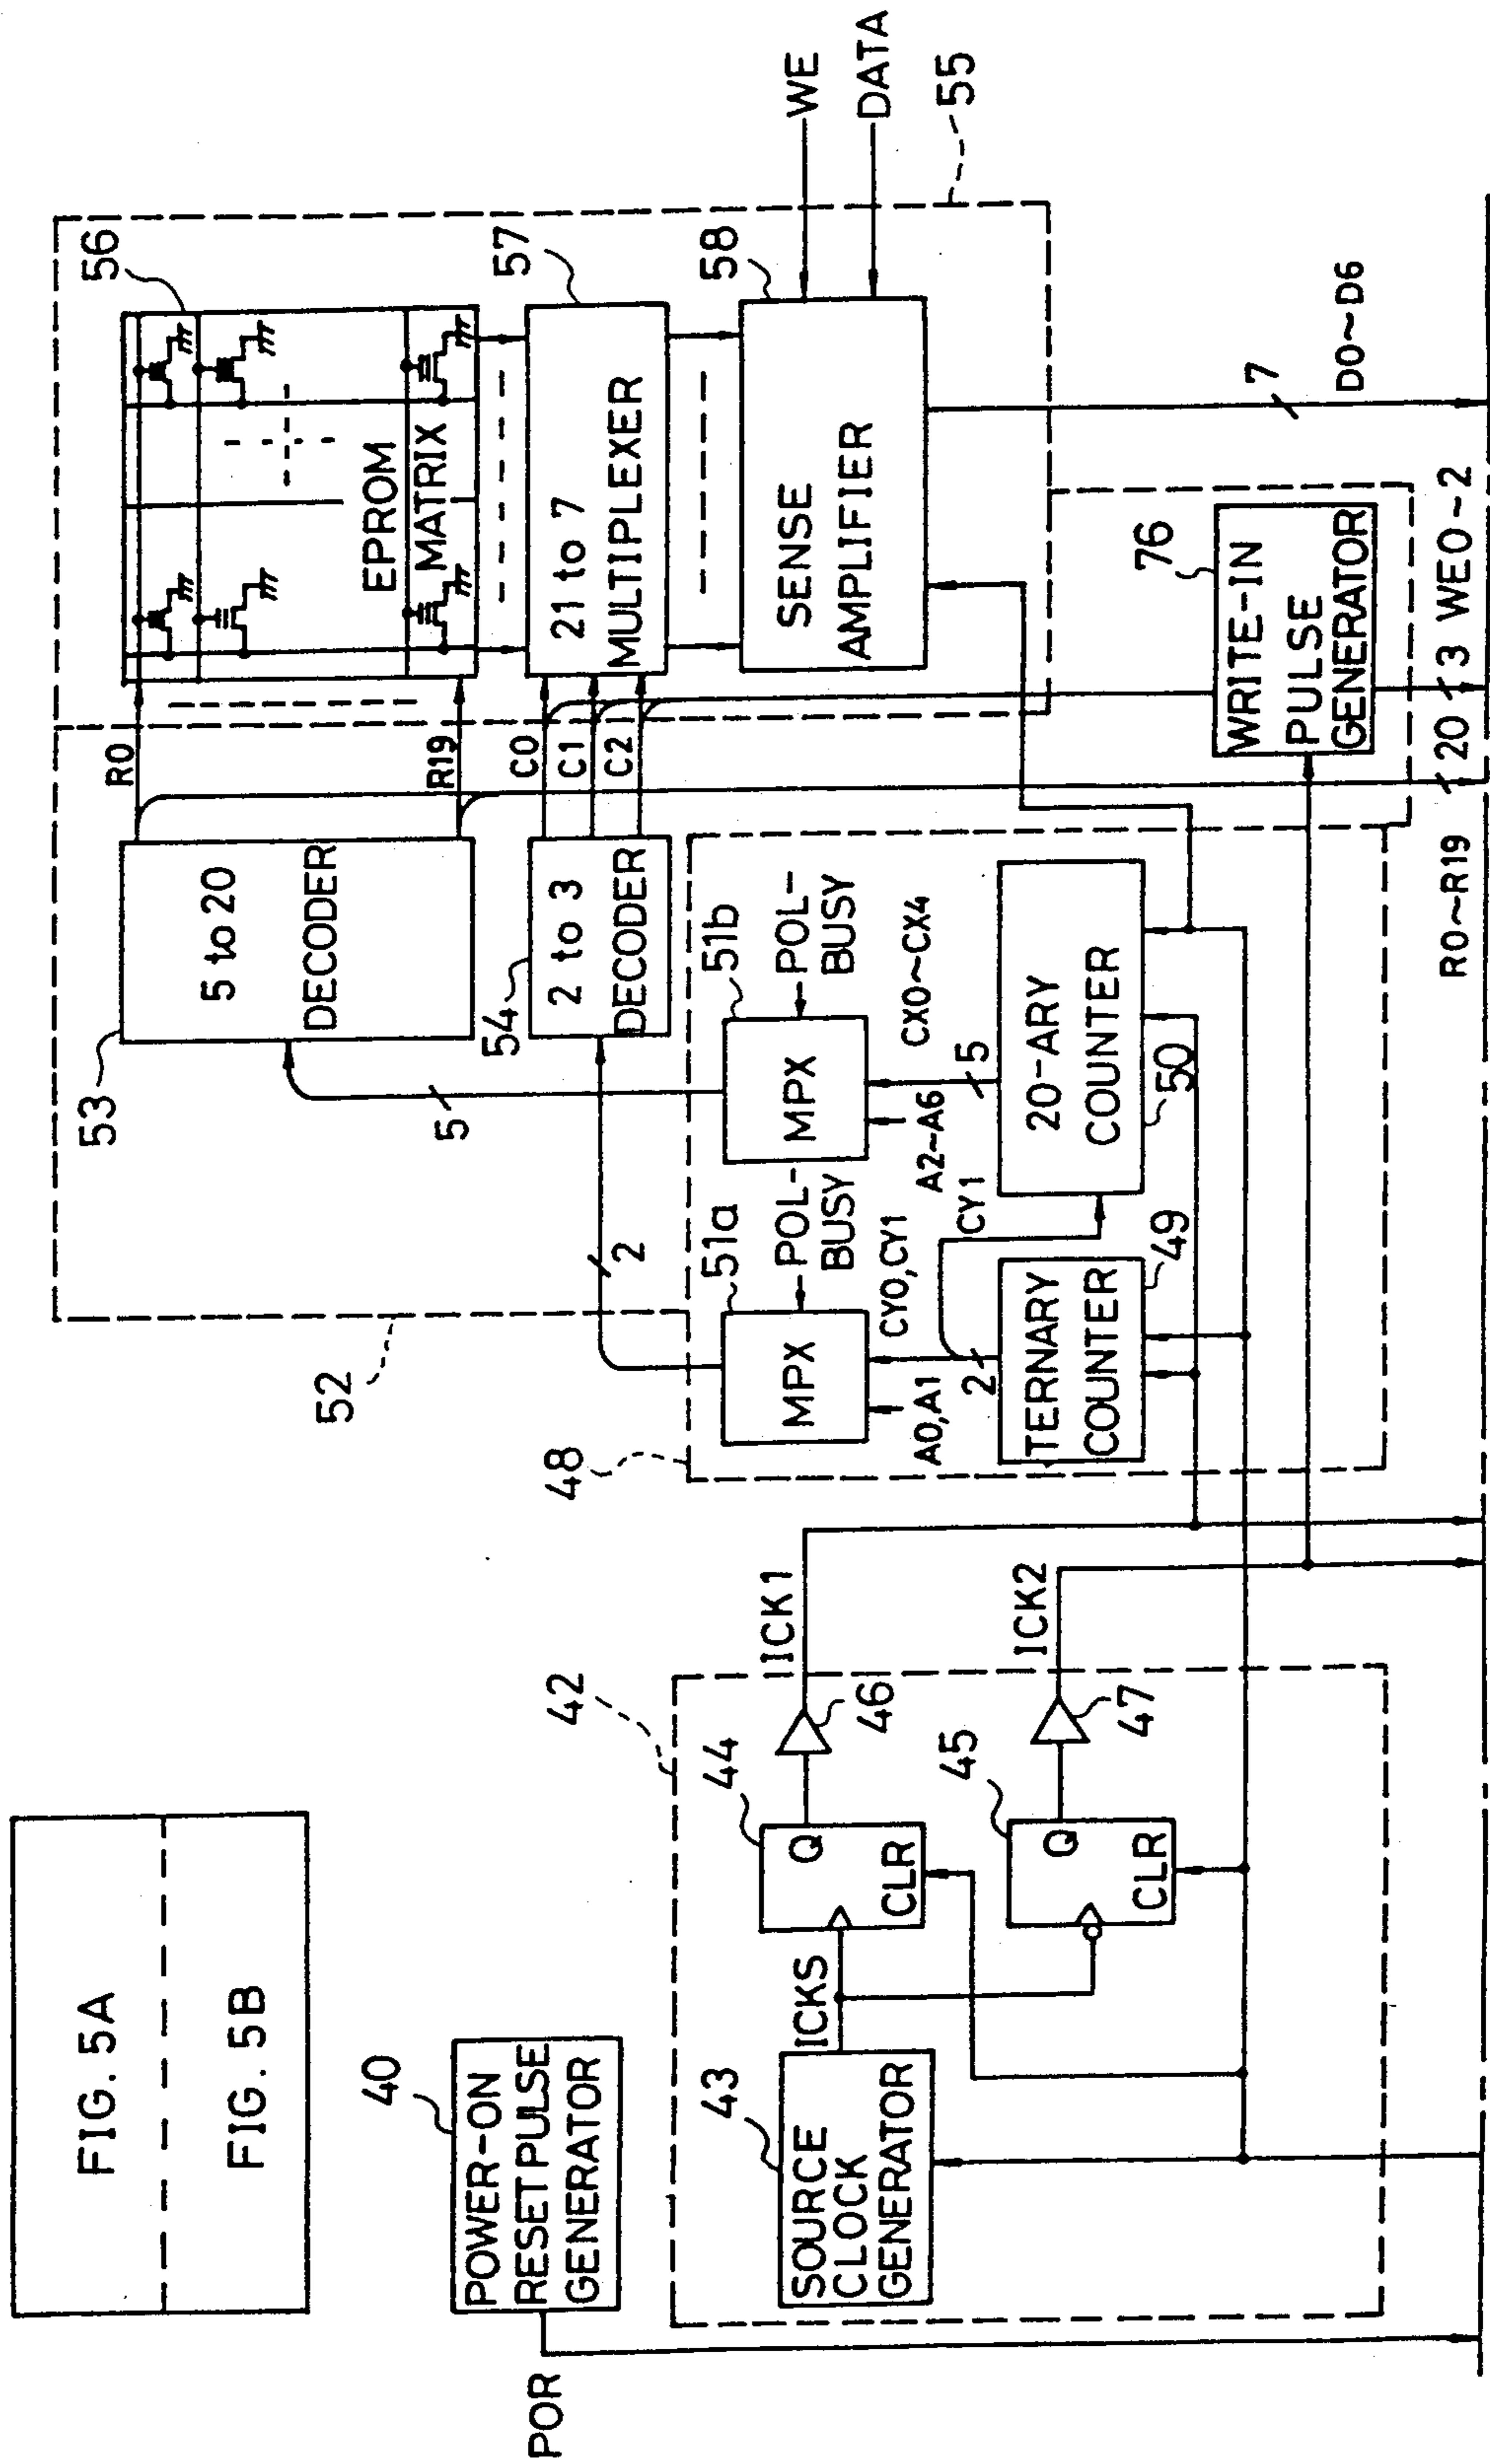 FIG. 5A
FIG. 5B
40
POWER-ON
RESET PULSE
GENERATOR
POR
42
43
SOURCE
CLOCK
GENERATOR
ICKS
44
Q
CLR
46
ICK1
45
Q
CLR
47
ICK2
48
51a
MPX
POL-
BUSY
A0,A1
CY0,CY1
2
2
CY1
TERNARY
COUNTER
49
51b
MPX
POL-
BUSY
A2~A6
CX0~CX4
5
5
20-ARY
COUNTER
50
52
53
5 to 20
DECODER
R0
R19
54
2 to 3
DECODER
C0
C1
C2
55
56
EPROM
MATRIX
57
21 to 7
MULTIPLEXER
58
SENSE
AMPLIFIER
WE
DATA
76
WRITE-IN
PULSE
GENERATOR
R0~R19
20
3
WE0~2
7
D0~D6